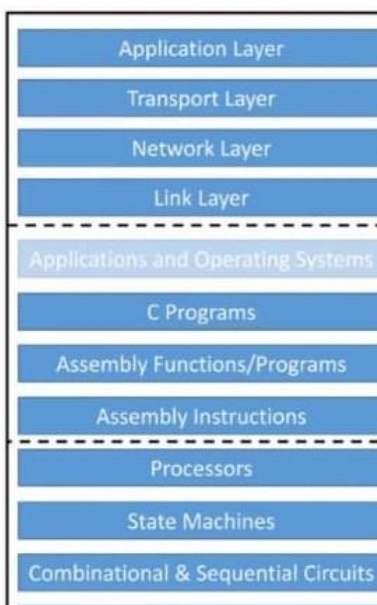 Application Layer
Transport Layer
Network Layer
Link Layer
Applications and Operating Systems
C Programs
Assembly Functions/Programs
Assembly Instructions
Processors
State Machines
Combinational & Sequential Circuits